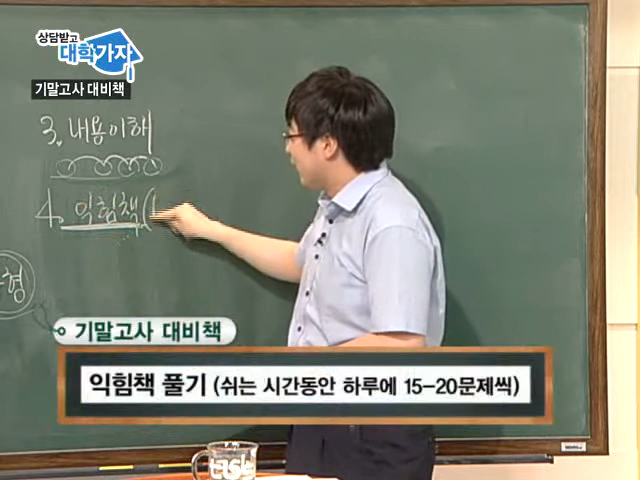 상담받고
대학가자
기말고사 대비책
3. 내용이해
4. 익힘책(
형
기말고사 대비책
익힘책 풀기 (쉬는 시간동안 하루에 15-20문제씩)